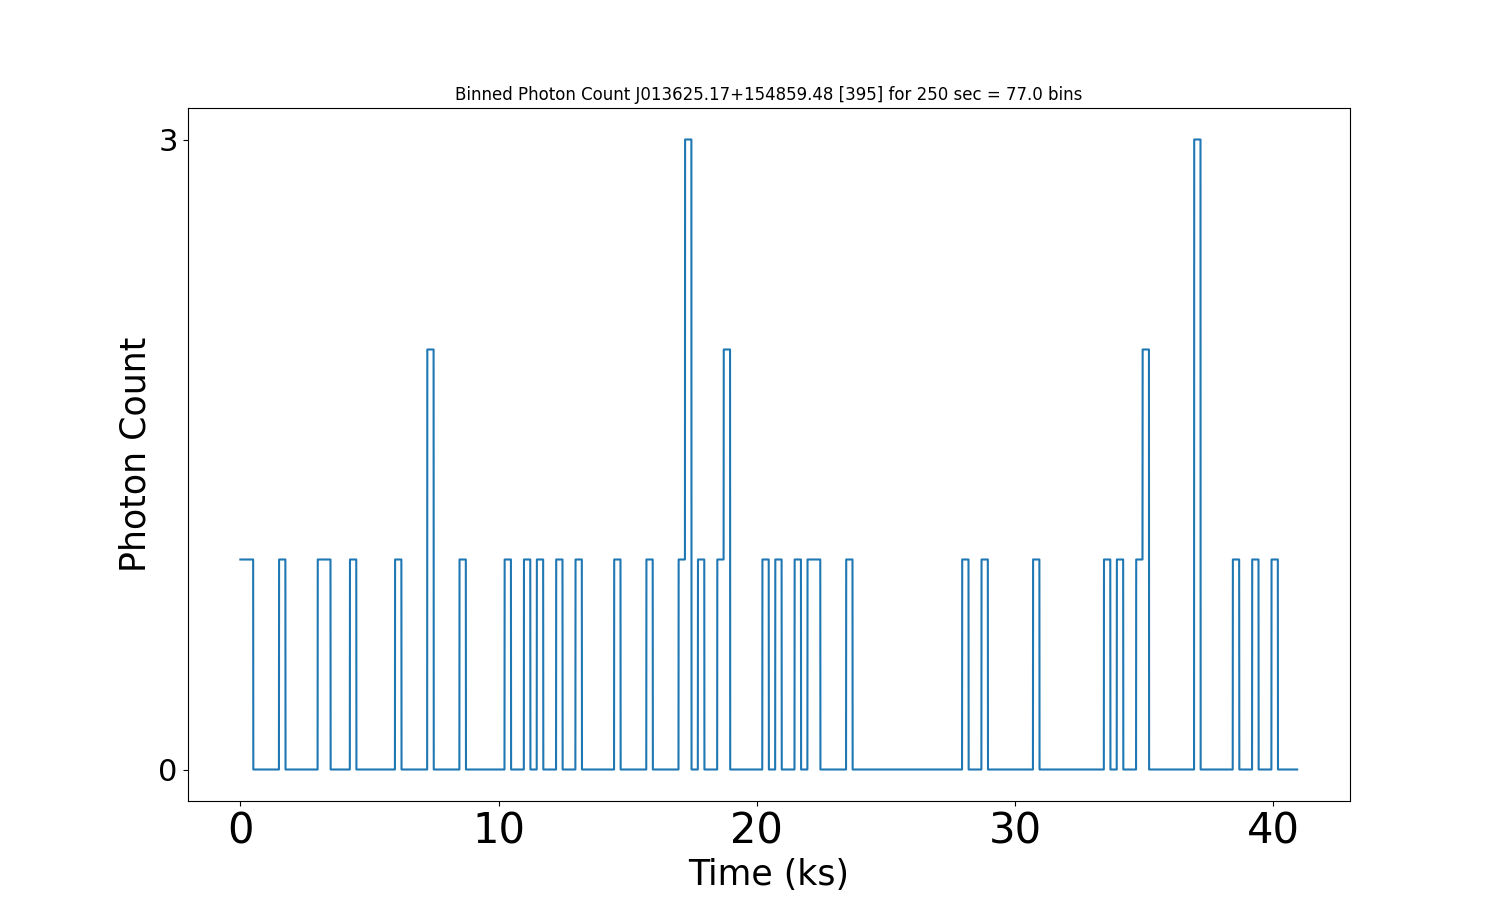 Binned Photon Count J013625.17+154859.48 [395] for 250 sec = 77.0 bins
3
Photon Count
0
0 10 20 30 40
Time (ks)